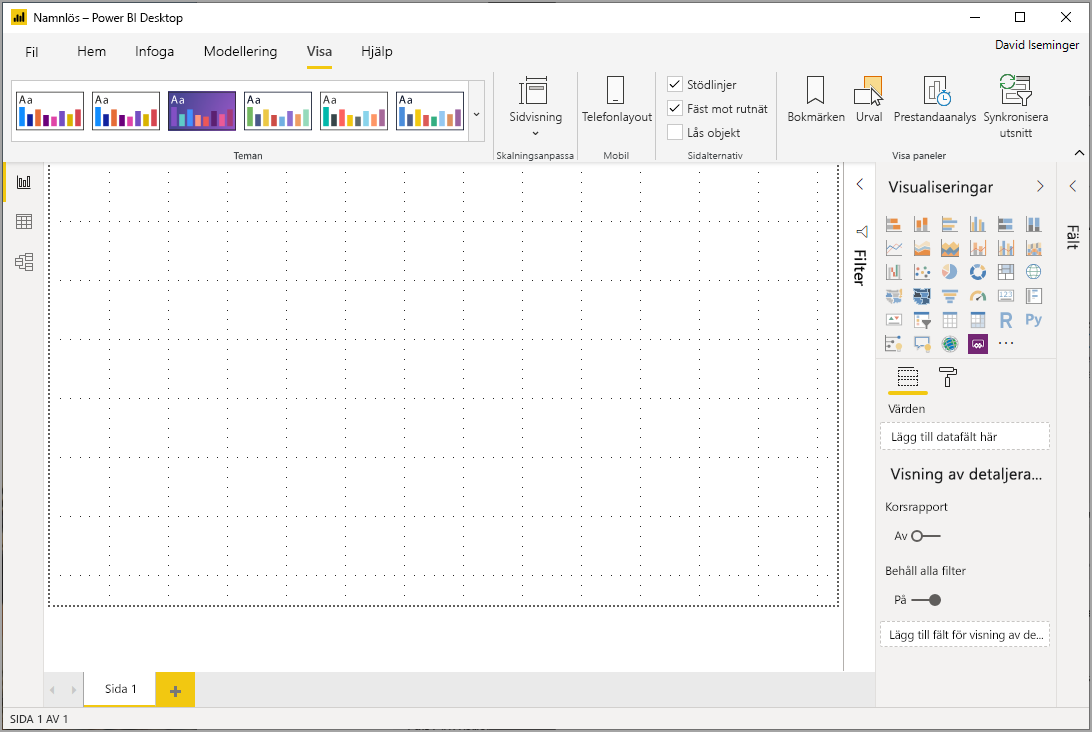 Namnlös – Power BI Desktop
David Iseminger
Fil Hem Infoga Modellering Visa Hjälp
Aa Aa Aa Aa Aa Aa
Teman
Sidvisning
Skalningsanpassa
Telefonlayout
Mobil
Stödlinjer
Fäst mot rutnät
Lås objekt
Sidalternativ
Bokmärken Urval Prestandaanalys Synkronisera
utsnitt
Visa paneler
Filter
Visualiseringar
Fält
123
R Py
Värden
Lägg till datafält här
Visning av detaljera...
Korsrapport
Av
Behåll alla filter
På
Lägg till fält för visning av de...
Sida 1
SIDA 1 AV 1